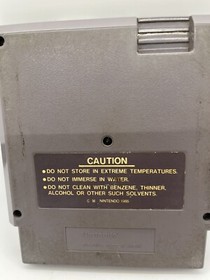 CAUTION
•DO NOT STORE IN EXTREME TEMPERATURES.
•DO NOT IMMERSE IN WATER.
•DO NOT CLEAN WITH BENZENE, THINNER,
ALCOHOL OR OTHER SUCH SOLVENTS.
NINTENDO 1985